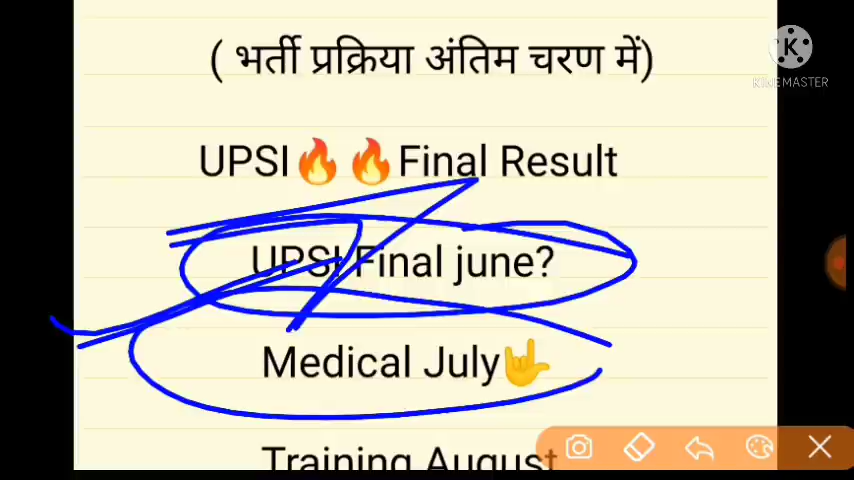 ( भर्ती प्रक्रिया अंतिम चरण में)
KINEMASTER
UPSI🔥🔥Final Result
UPSI Final june?
Medical July🤟
Training August